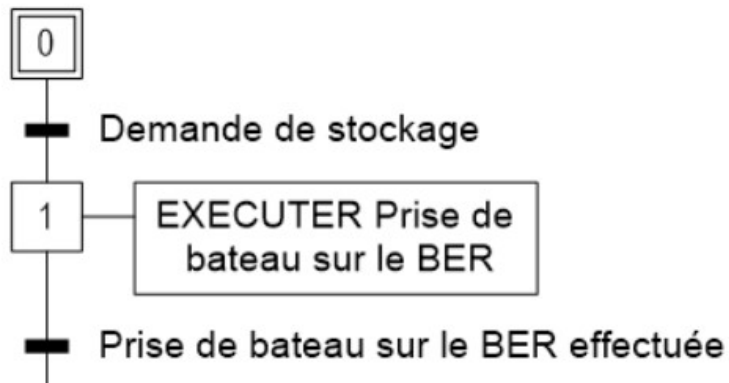 0
Demande de stockage
1
EXECUTER Prise de
bateau sur le BER
Prise de bateau sur le BER effectuée